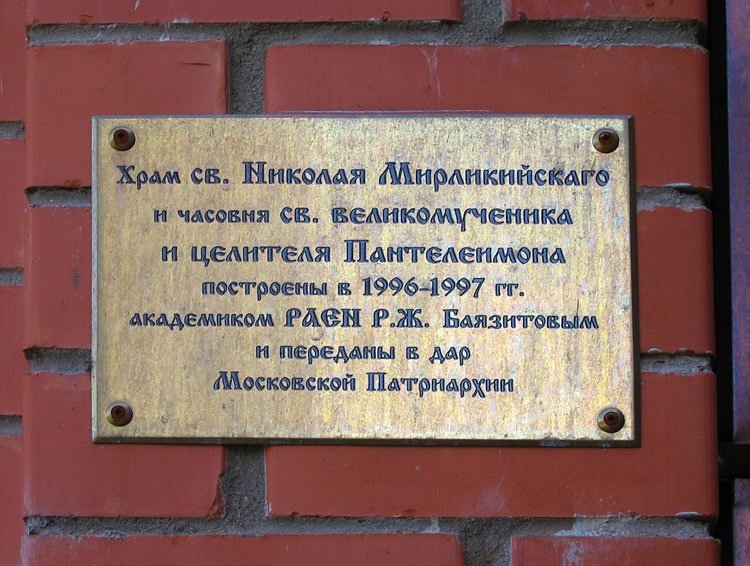 Храм св. Николая Мирликийскаго
и часовня св. великомученика
и целителя Пантелеимона
построены в 1996-1997 гг.
академиком РАЕН Р.Ж. Баязитовым
и переданы в дар
Московской Патриархии